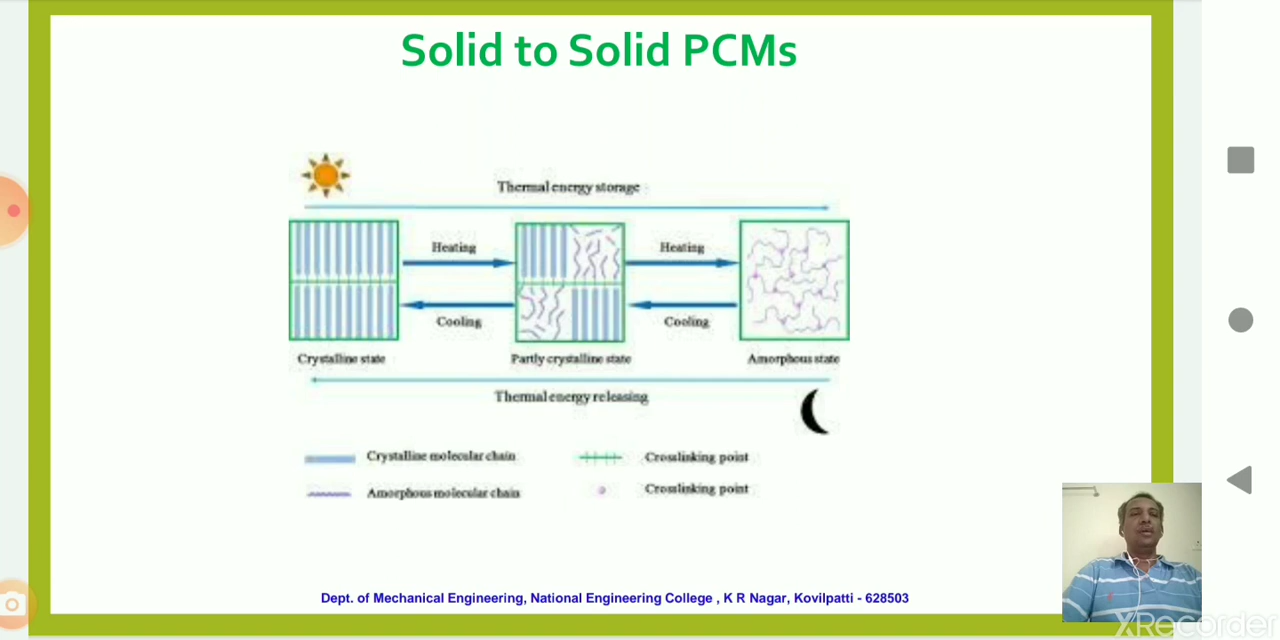 Solid to Solid PCMs
Thermal energy storage
Heating
Heating
Cooling
Cooling
Crystalline state
Partly crystalline state
Amorphous state
Thermal energy releasing
Crystalline molecular chain
Crosslinking point
Amorphous molecular chain
Crosslinking point
Dept. of Mechanical Engineering, National Engineering College , K R Nagar, Kovilpatti - 628503
XRecorder